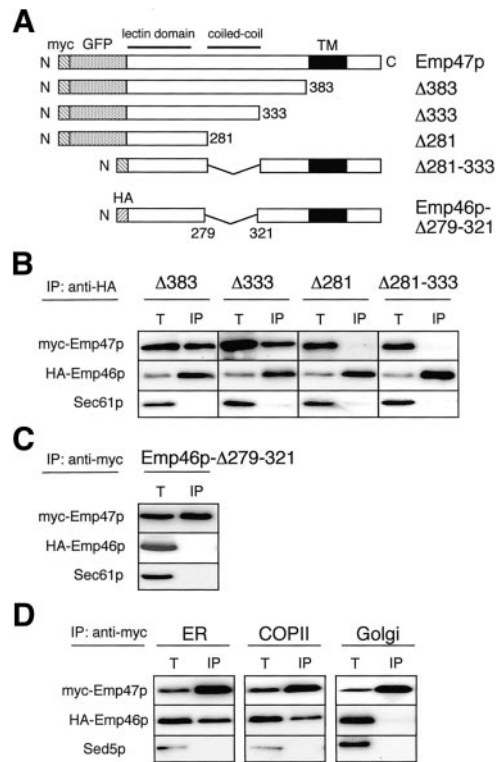 A
myc GFP lectin domain coiled-coil TM
N C Emp47p
N 383 Δ383
N 333 Δ333
N 281 Δ281
N Δ281-333
HA
N Emp46p-
279 321 Δ279-321
B
IP: anti-HA Δ383 Δ333 Δ281 Δ281-333
T IP T IP T IP T IP
myc-Emp47p
HA-Emp46p
Sec61p
C
IP: anti-myc Emp46p-Δ279-321
T IP
myc-Emp47p
HA-Emp46p
Sec61p
D
IP: anti-myc ER COPII Golgi
T IP T IP T IP
myc-Emp47p
HA-Emp46p
Sed5p